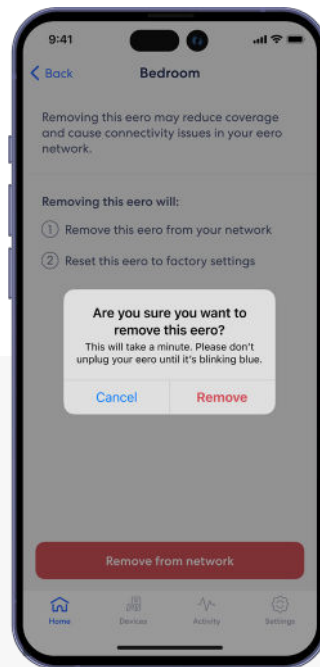 9:41
Back
Bedroom
Removing this eero may reduce coverage
and cause connectivity issues in your eero
network.
Removing this eero will:
1 Remove this eero from your network
2 Reset this eero to factory settings
Are you sure you want to
remove this eero?
This will take a minute. Please don't
unplug your eero until it's blinking blue.
Cancel
Remove
Remove from network
Home
Devices
Activity
Settings